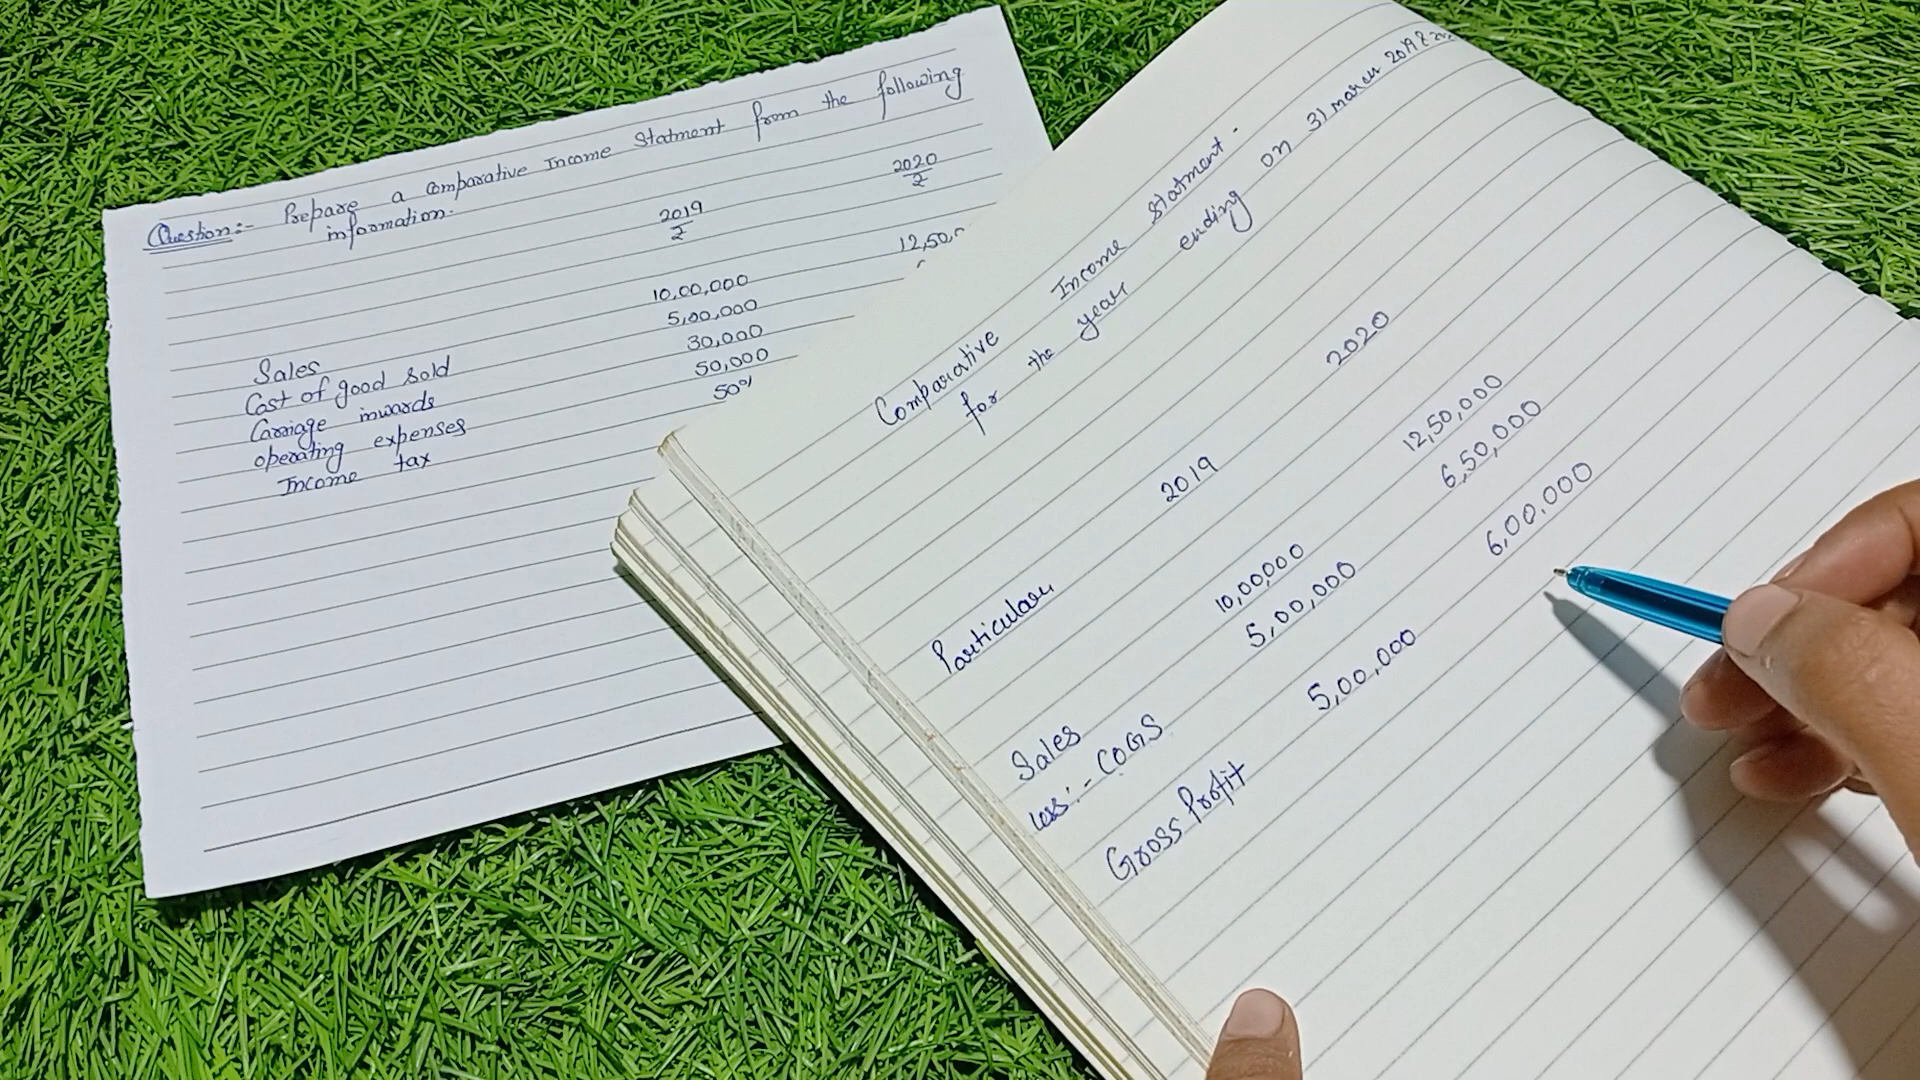 Question:- Prepare a Comparative Income Statment from the following
information.
2019 2020
₹ ₹
Sales 10,00,000
Cost of good sold 5,00,000
Carriage inwards 30,000
operating expenses 50,000
Income tax 50%
Comparative Income Statment.
for the year ending on 31 march 2019 &
Particulars 2019 2020
Sales 10,00,000 12,50,000
Less:- COGS 5,00,000 6,50,000
Gross Profit 5,00,000 6,00,000